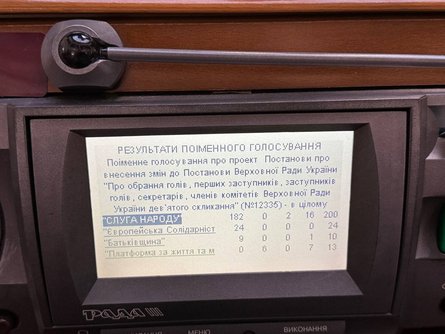 РЕЗУЛЬТАТИ ПОІМЕННОГО ГОЛОСУВАННЯ
Поіменне голосування про проект Постанови про
внесення змін до Постанови Верховної Ради України
"Про обрання голів, перших заступників, заступників
голів, секретарів, членів комітетів Верховної Ради
України дев'ятого скликання" (№12335) - в цілому
"СЛУГА НАРОДУ" 182 0 2 16 200
"Європейська Солідарніст 24 0 0 0 24
"Батьківщина" 9 0 0 1 10
"Платформа за життя та м 0 6 7 13
РАДА III
МЕНЮ
ВИКОНАННЯ